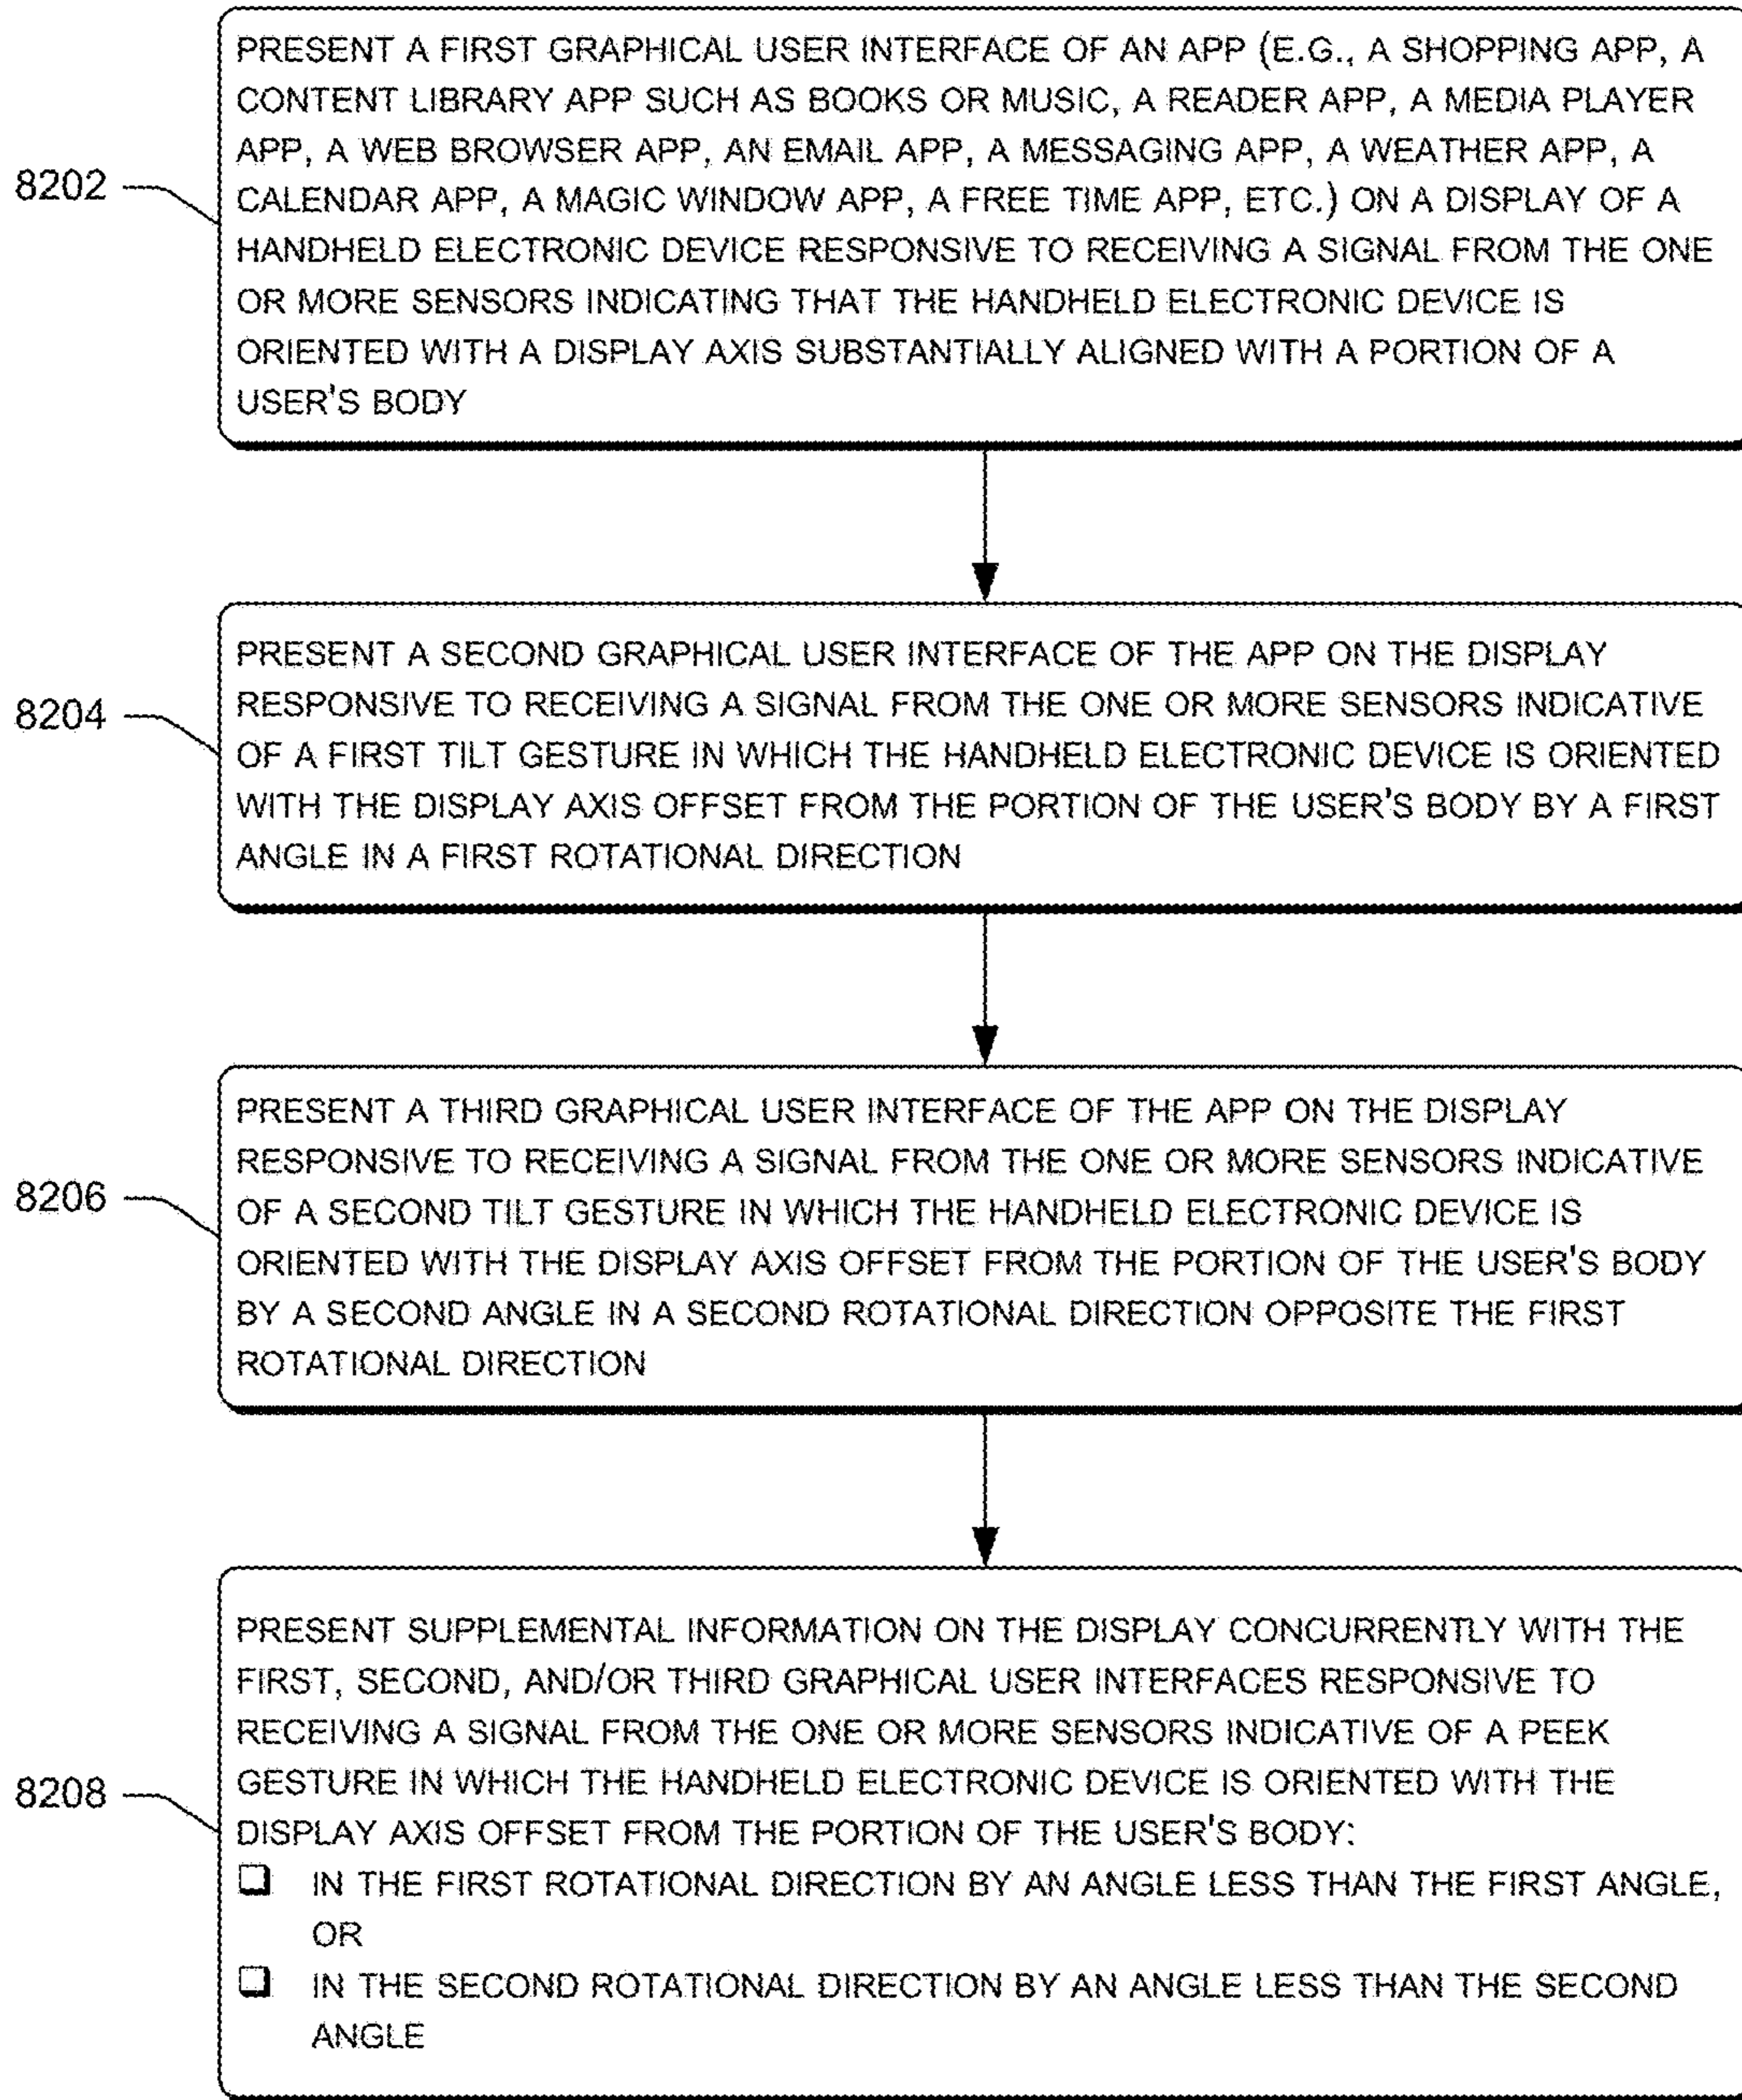 PRESENT A FIRST GRAPHICAL USER INTERFACE OF AN APP (E.G., A SHOPPING APP, A
CONTENT LIBRARY APP SUCH AS BOOKS OR MUSIC, A READER APP, A MEDIA PLAYER
APP, A WEB BROWSER APP, AN EMAIL APP, A MESSAGING APP, A WEATHER APP, A
8202
CALENDAR APP, A MAGIC WINDOW APP, A FREE TIME APP, ETC.) ON A DISPLAY OF A
HANDHELD ELECTRONIC DEVICE RESPONSIVE TO RECEIVING A SIGNAL FROM THE ONE
OR MORE SENSORS INDICATING THAT THE HANDHELD ELECTRONIC DEVICE IS
ORIENTED WITH A DISPLAY AXIS SUBSTANTIALLY ALIGNED WITH A PORTION OF A
USER'S BODY
PRESENT A SECOND GRAPHICAL USER INTERFACE OF THE APP ON THE DISPLAY
8204
RESPONSIVE TO RECEIVING A SIGNAL FROM THE ONE OR MORE SENSORS INDICATIVE
OF A FIRST TILT GESTURE IN WHICH THE HANDHELD ELECTRONIC DEVICE IS ORIENTED
WITH THE DISPLAY AXIS OFFSET FROM THE PORTION OF THE USER'S BODY BY A FIRST
ANGLE IN A FIRST ROTATIONAL DIRECTION
PRESENT A THIRD GRAPHICAL USER INTERFACE OF THE APP ON THE DISPLAY
RESPONSIVE TO RECEIVING A SIGNAL FROM THE ONE OR MORE SENSORS INDICATIVE
8206
OF A SECOND TILT GESTURE IN WHICH THE HANDHELD ELECTRONIC DEVICE IS
ORIENTED WITH THE DISPLAY AXIS OFFSET FROM THE PORTION OF THE USER'S BODY
BY A SECOND ANGLE IN A SECOND ROTATIONAL DIRECTION OPPOSITE THE FIRST
ROTATIONAL DIRECTION
PRESENT SUPPLEMENTAL INFORMATION ON THE DISPLAY CONCURRENTLY WITH THE
FIRST, SECOND, AND/OR THIRD GRAPHICAL USER INTERFACES RESPONSIVE TO
RECEIVING A SIGNAL FROM THE ONE OR MORE SENSORS INDICATIVE OF A PEEK
8208
GESTURE IN WHICH THE HANDHELD ELECTRONIC DEVICE IS ORIENTED WITH THE
DISPLAY AXIS OFFSET FROM THE PORTION OF THE USER'S BODY:
❑ IN THE FIRST ROTATIONAL DIRECTION BY AN ANGLE LESS THAN THE FIRST ANGLE,
OR
❑ IN THE SECOND ROTATIONAL DIRECTION BY AN ANGLE LESS THAN THE SECOND
ANGLE